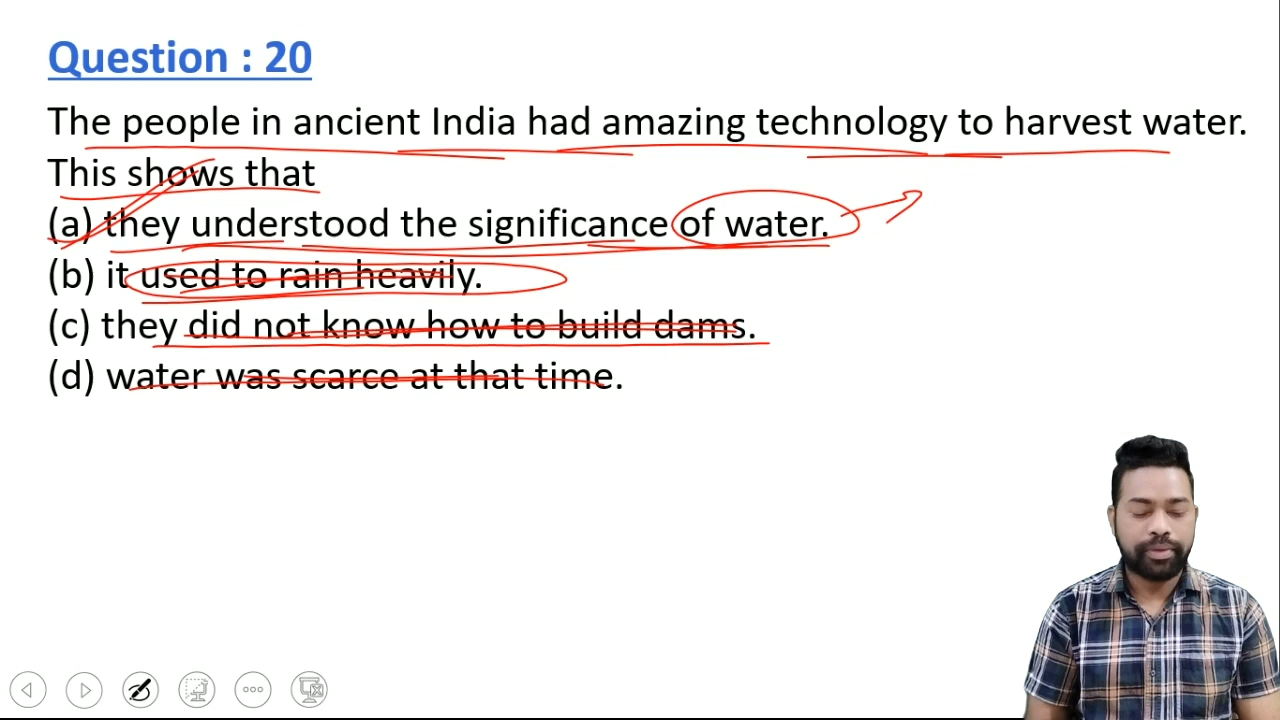 Question : 20
The people in ancient India had amazing technology to harvest water.
This shows that
(a) they understood the significance of water.
(b) it used to rain heavily.
(c) they did not know how to build dams.
(d) water was scarce at that time.